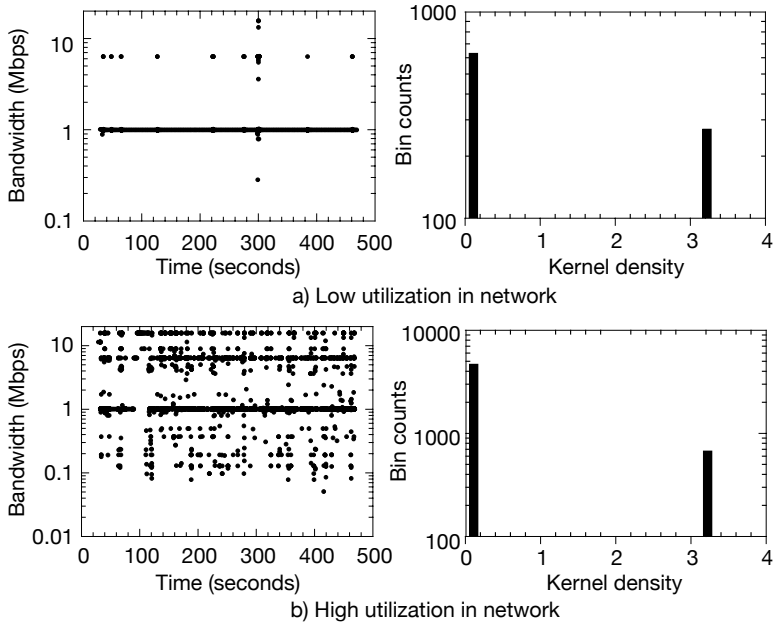 Bandwidth (Mbps)
10
1
0.1
0 100 200 300 400 500
Time (seconds)
Bin counts
1000
100
0 1 2 3 4
Kernel density
a) Low utilization in network
Bandwidth (Mbps)
10
1
0.1
0.01
0 100 200 300 400 500
Time (seconds)
Bin counts
10000
1000
100
0 1 2 3 4
Kernel density
b) High utilization in network